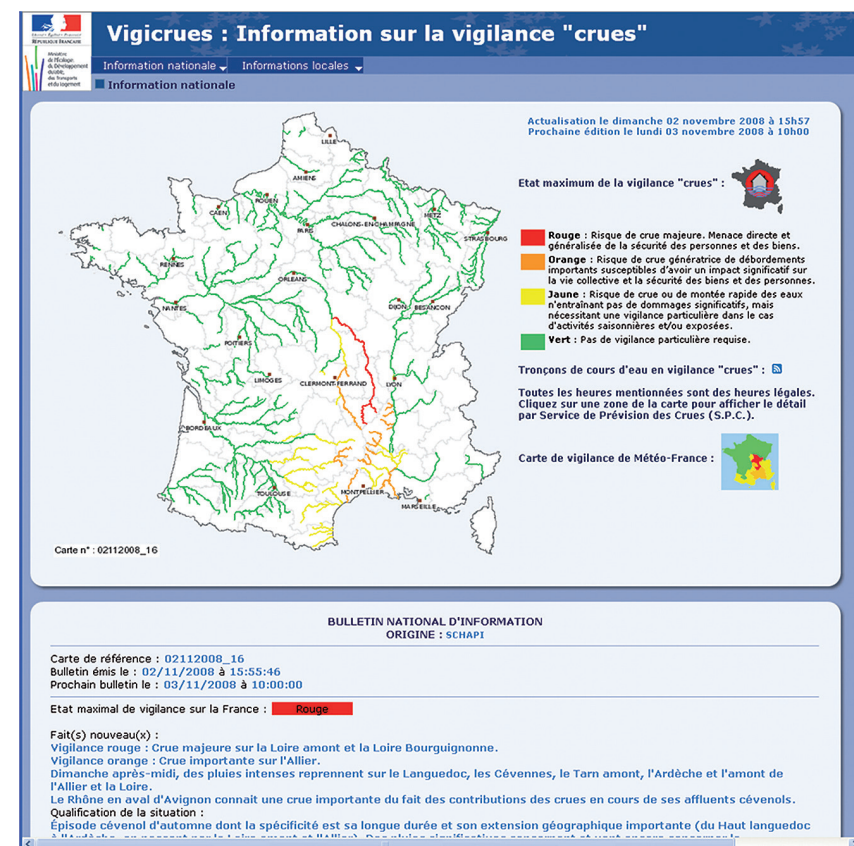 Vigicrues : Information sur la vigilance "crues"
RÉPUBLIQUE FRANÇAISE
Ministère
de l'Écologie,
du Développement
durable,
des Transports
et du Logement
Information nationale
Informations locales
Information nationale
Actualisation le dimanche 02 novembre 2008 à 15h57
Prochaine édition le lundi 03 novembre 2008 à 10h00
Etat maximum de la vigilance "crues" :
Rouge : Risque de crue majeure. Menace directe et
généralisée de la sécurité des personnes et des biens.
Orange : Risque de crue génératrice de débordements
importants susceptibles d'avoir un impact significatif sur
la vie collective et la sécurité des biens et des personnes.
Jaune : Risque de crue ou de montée rapide des eaux
n'entraînant pas de dommages significatifs, mais
nécessitant une vigilance particulière dans le cas
d'activités saisonnières et/ou exposées.
Vert : Pas de vigilance particulière requise.
Tronçons de cours d'eau en vigilance "crues" :
Toutes les heures mentionnées sont des heures légales.
Cliquez sur une zone de la carte pour afficher le détail
par Service de Prévision des Crues (S.P.C.).
Carte de vigilance de Météo-France :
LILLE
AMIENS
ROUEN
CAEN
PARIS
CHALONS-EN-CHAMPAGNE
METZ
STRASBOURG
RENNES
ORLEANS
NANTES
DIJON
BESANCON
POITIERS
LIMOGES
CLERMONT-FERRAND
LYON
BORDEAUX
TOULOUSE
MONTPELLIER
MARSEILLE
Carte n° : 02112008_16
BULLETIN NATIONAL D'INFORMATION
ORIGINE : SCHAPI
Carte de référence : 02112008_16
Bulletin émis le : 02/11/2008 à 15:55:46
Prochain bulletin le : 03/11/2008 à 10:00:00
Etat maximal de vigilance sur la France : Rouge
Fait(s) nouveau(x) :
Vigilance rouge : Crue majeure sur la Loire amont et la Loire Bourguignonne.
Vigilance orange : Crue importante sur l'Allier.
Dimanche après-midi, des pluies intenses reprennent sur le Languedoc, les Cévennes, le Tarn amont, l'Ardèche et l'amont de
l'Allier et la Loire.
Le Rhône en aval d'Avignon connait une crue importante du fait des contributions des crues en cours de ses affluents cévenols.
Qualification de la situation :
Épisode cévenol d'automne dont la spécificité est sa longue durée et son extension géographique importante (du Haut languedoc